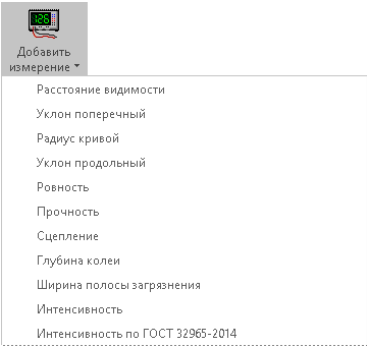 126
Добавить
измерение
Расстояние видимости
Уклон поперечный
Радиус кривой
Уклон продольный
Ровность
Прочность
Сцепление
Глубина колеи
Ширина полосы загрязнения
Интенсивность
Интенсивность по ГОСТ 32965-2014